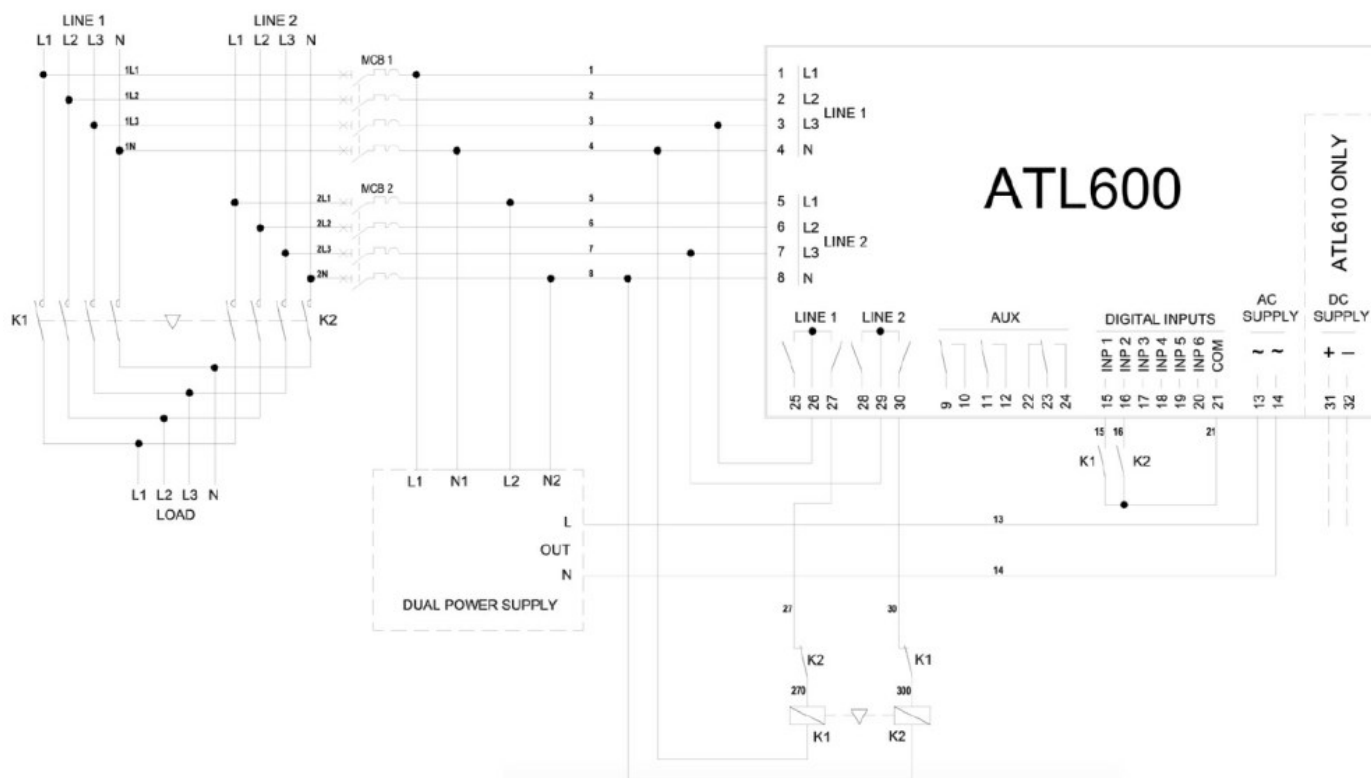 LINE 1
LINE 2
L1 L2 L3 N
L1 L2 L3 N
MCB 1
1L1
1
1 L1
1L2
2
2 L2
LINE 1
1L3
3
3 L3
1N
4
4 N
ATL600
ATL610 ONLY
MCB 2
2L1
5
5 L1
2L2
6
6 L2
LINE 2
2L3
7
7 L3
2N
8
8 N
K1
K2
LINE 1
LINE 2
AUX
DIGITAL INPUTS
AC SUPPLY
DC SUPPLY
INP 1
INP 2
INP 3
INP 4
INP 5
INP 6
COM
~ ~
+ –
25 26 27 28 29 30
9 10 11 12 22 23 24
15 16 17 18 19 20 21
13 14
31 32
15
16
21
K1
K2
L1 L2 L3 N
LOAD
L1 N1 L2 N2
L
13
OUT
N
14
DUAL POWER SUPPLY
27
30
K2
K1
270
300
K1
K2